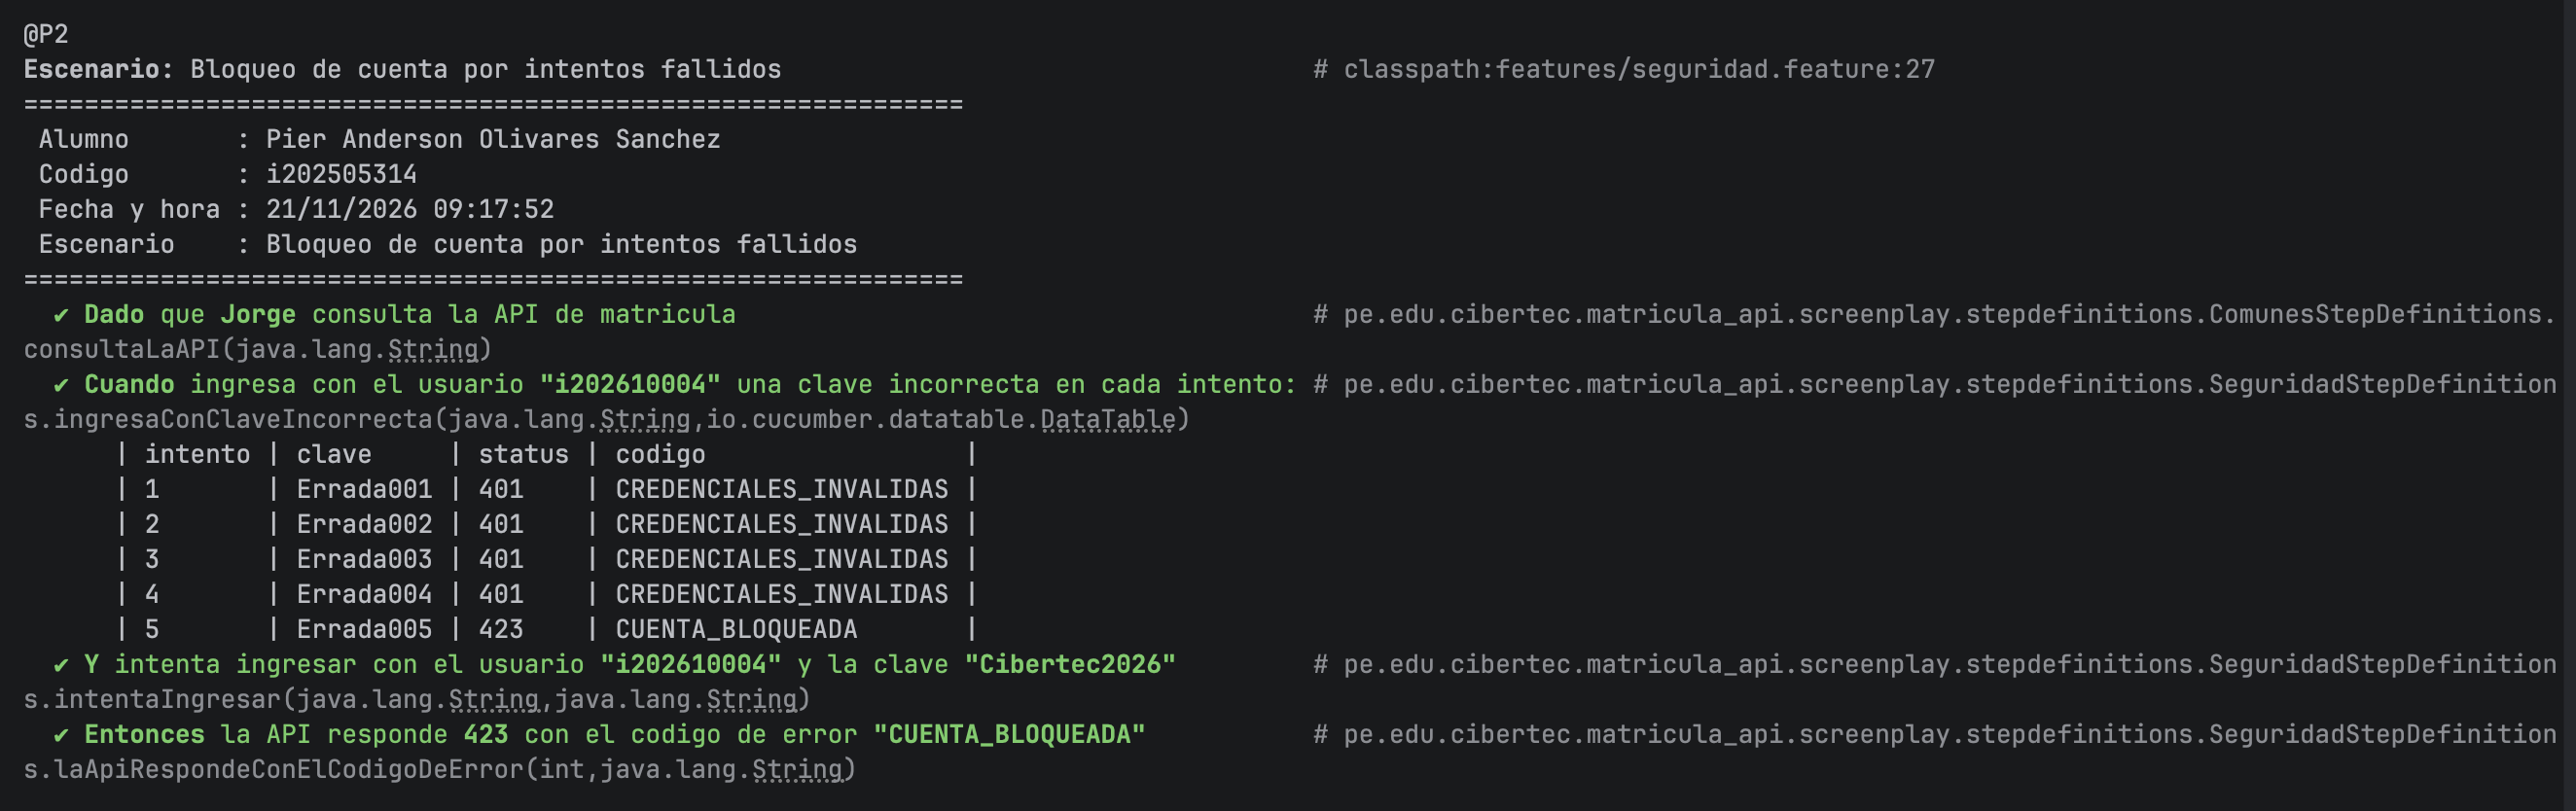 @P2
Escenario: Bloqueo de cuenta por intentos fallidos # classpath:features/seguridad.feature:27
==============================================================
Alumno : Pier Anderson Olivares Sanchez
Codigo : i202505314
Fecha y hora : 21/11/2026 09:17:52
Escenario : Bloqueo de cuenta por intentos fallidos
==============================================================
✔ Dado que Jorge consulta la API de matricula # pe.edu.cibertec.matricula_api.screenplay.stepdefinitions.ComunesStepDefinitions.
consultaLaAPI(java.lang.String)
✔ Cuando ingresa con el usuario "i202610004" una clave incorrecta en cada intento: # pe.edu.cibertec.matricula_api.screenplay.stepdefinitions.SeguridadStepDefinition
s.ingresaConClaveIncorrecta(java.lang.String,io.cucumber.datatable.DataTable)
| intento | clave | status | codigo |
| 1 | Errada001 | 401 | CREDENCIALES_INVALIDAS |
| 2 | Errada002 | 401 | CREDENCIALES_INVALIDAS |
| 3 | Errada003 | 401 | CREDENCIALES_INVALIDAS |
| 4 | Errada004 | 401 | CREDENCIALES_INVALIDAS |
| 5 | Errada005 | 423 | CUENTA_BLOQUEADA |
✔ Y intenta ingresar con el usuario "i202610004" y la clave "Cibertec2026" # pe.edu.cibertec.matricula_api.screenplay.stepdefinitions.SeguridadStepDefinition
s.intentaIngresar(java.lang.String,java.lang.String)
✔ Entonces la API responde 423 con el codigo de error "CUENTA_BLOQUEADA" # pe.edu.cibertec.matricula_api.screenplay.stepdefinitions.SeguridadStepDefinition
s.laApiRespondeConElCodigoDeError(int,java.lang.String)